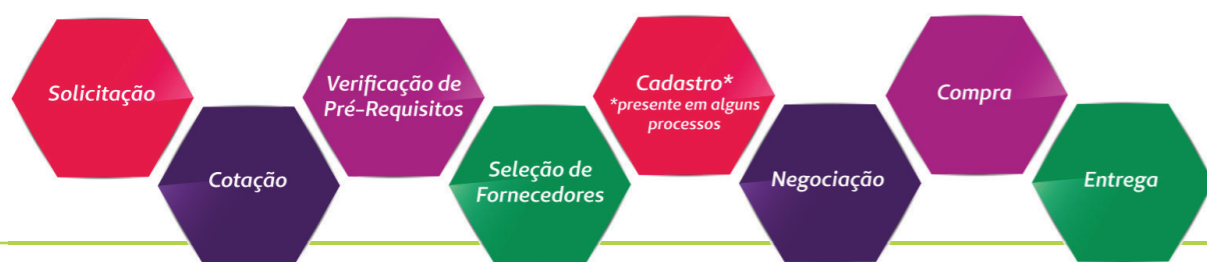 Solicitação
Cotação
Verificação de
Pré-Requisitos
Seleção de
Fornecedores
Cadastro*
*presente em alguns
processos
Negociação
Compra
Entrega